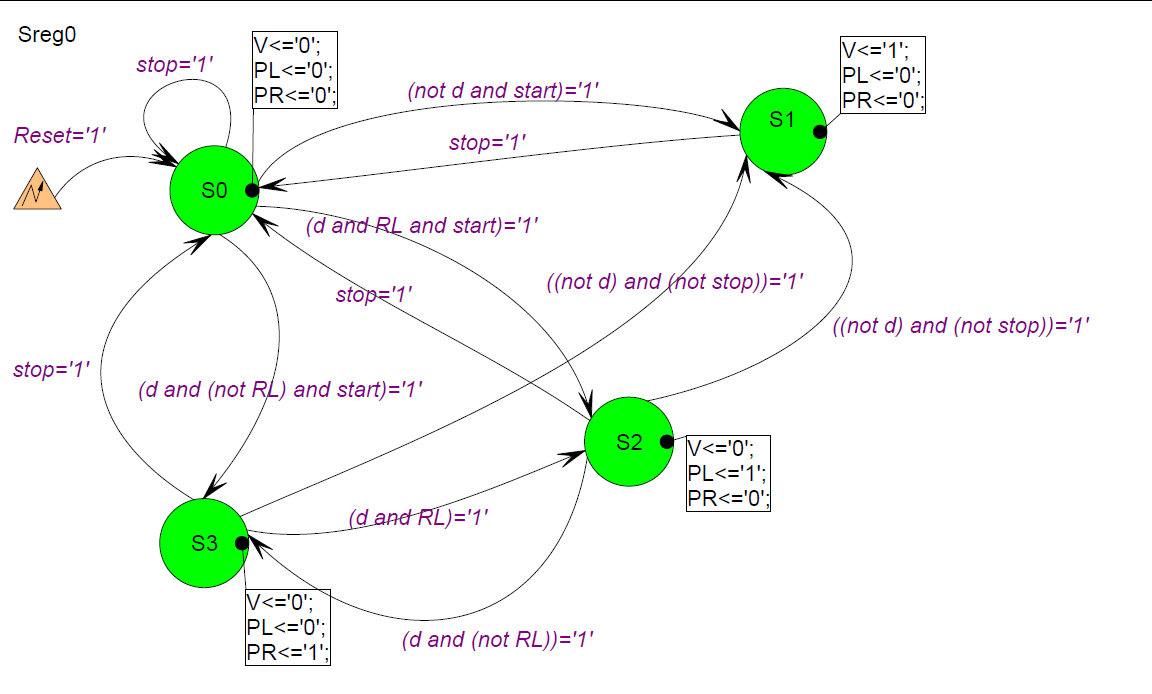 Sreg0
V<='0';
PL<='0';
PR<='0';
V<='1';
PL<='0';
PR<='0';
stop='1'
(not d and start)='1'
Reset='1'
S1
stop='1'
S0
(d and RL and start)='1'
((not d) and (not stop))='1'
stop='1'
((not d) and (not stop))='1'
stop='1'
(d and (not RL) and start)='1'
S2
V<='0';
PL<='1';
PR<='0';
(d and RL)='1'
S3
V<='0';
PL<='0';
PR<='1';
(d and (not RL))='1'